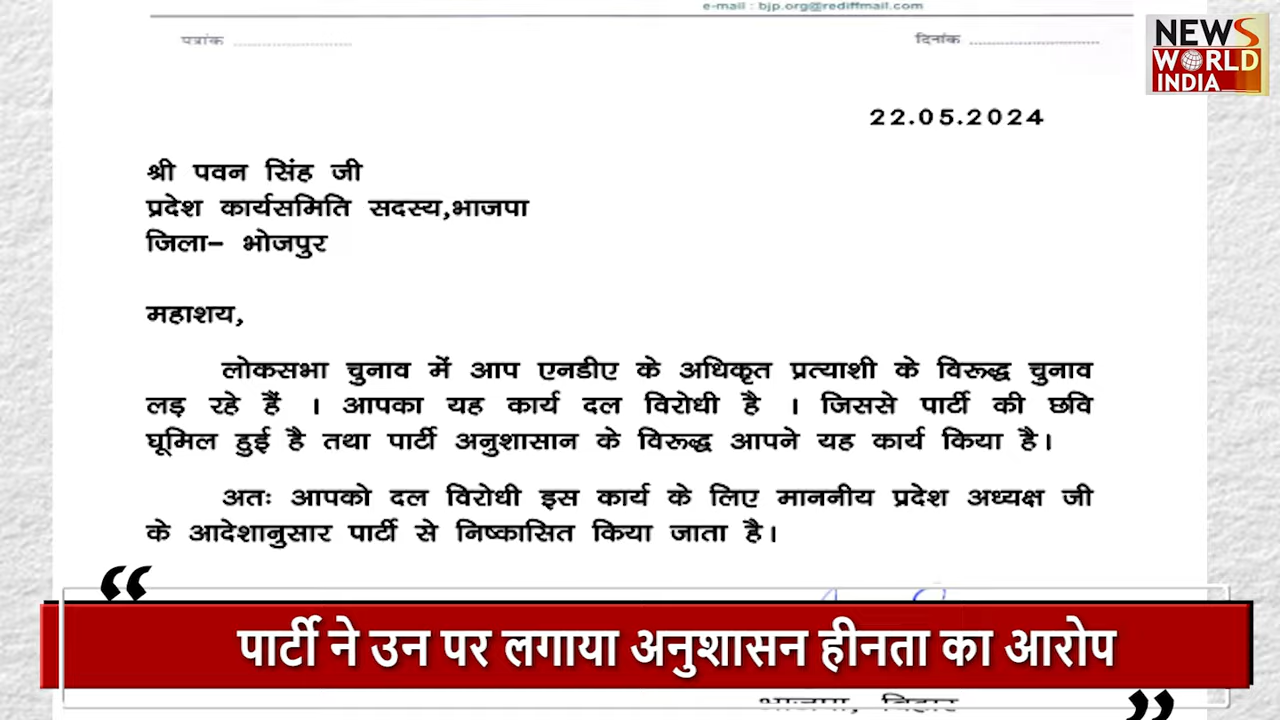 e-mail : bjp.org@rediffmail.com
पत्रांक ........................
दिनांक ..........................
NEWS
WORLD
INDIA
22.05.2024
श्री पवन सिंह जी
प्रदेश कार्यसमिति सदस्य,भाजपा
जिला– भोजपुर
महाशय,
लोकसभा चुनाव में आप एनडीए के अधिकृत प्रत्याशी के विरूद्ध चुनाव
लड़ रहे हैं । आपका यह कार्य दल विरोधी है । जिससे पार्टी की छवि
घूमिल हुई है तथा पार्टी अनुशासान के विरूद्ध आपने यह कार्य किया है।
अतः आपको दल विरोधी इस कार्य के लिए माननीय प्रदेश अध्यक्ष जी
के आदेशानुसार पार्टी से निष्कासित किया जाता है।
“ पार्टी ने उन पर लगाया अनुशासन हीनता का आरोप ”
भाजपा, बिहार